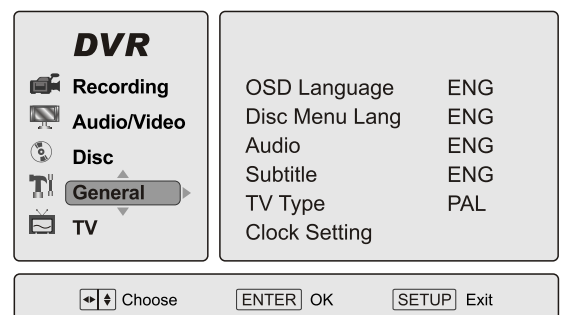 DVR
Recording
Audio/Video
Disc
General
TV
OSD Language ENG
Disc Menu Lang ENG
Audio ENG
Subtitle ENG
TV Type PAL
Clock Setting
Choose ENTER OK SETUP Exit